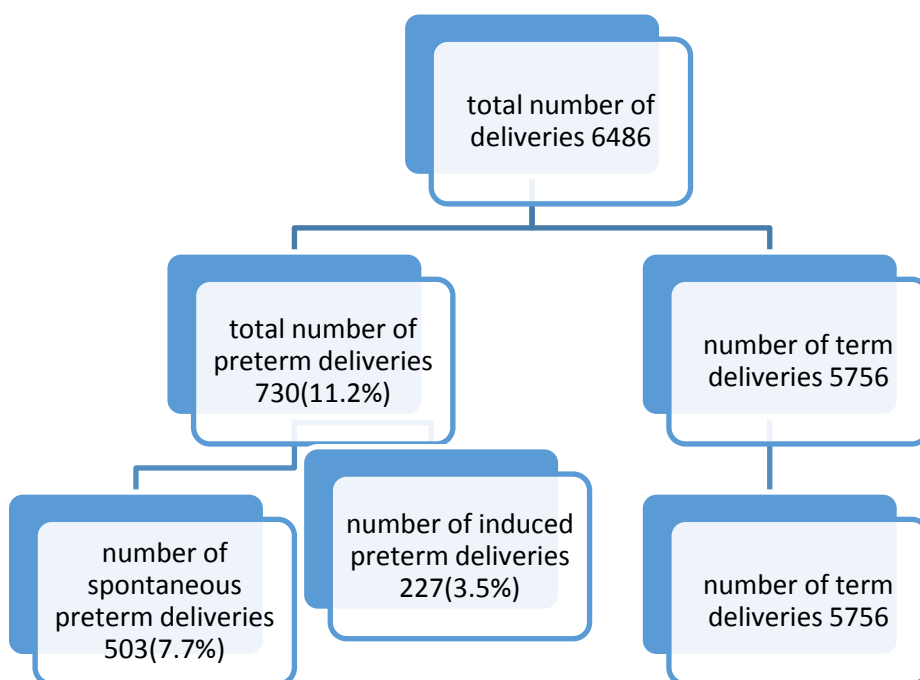 total number of
deliveries 6486
total number of
preterm deliveries
730(11.2%)
number of term
deliveries 5756
number of
spontaneous
preterm deliveries
503(7.7%)
number of induced
preterm deliveries
227(3.5%)
number of term
deliveries 5756